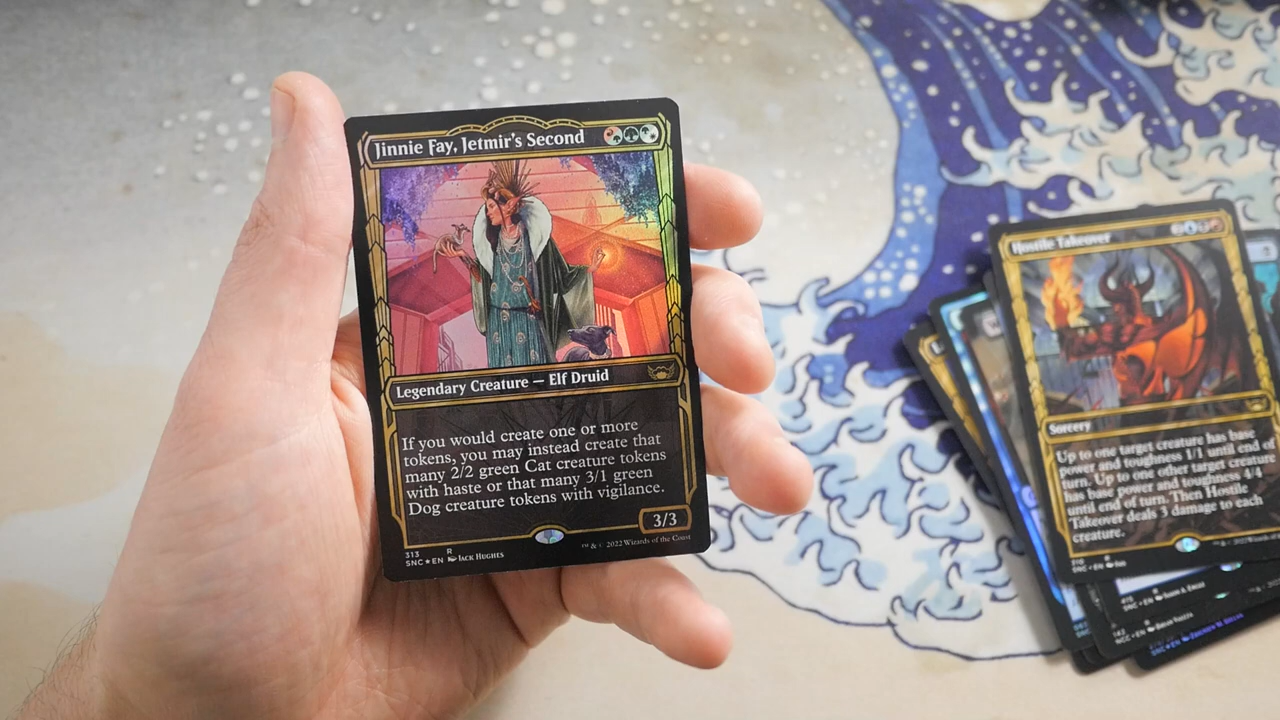 Jinnie Fay, Jetmir's Second
Legendary Creature — Elf Druid
If you would create one or more
tokens, you may instead create that
many 2/2 green Cat creature tokens
with haste or that many 3/1 green
Dog creature tokens with vigilance.
3/3
313 R
SNC ★ EN Jack Hughes
™ & © 2022 Wizards of the Coast
Hostile Takeover
Sorcery
Up to one target creature has base
power and toughness 1/1 until end of
turn. Up to one other target creature
has base power and toughness 4/4
until end of turn. Then Hostile
Takeover deals 3 damage to each
creature.
SNC • EN